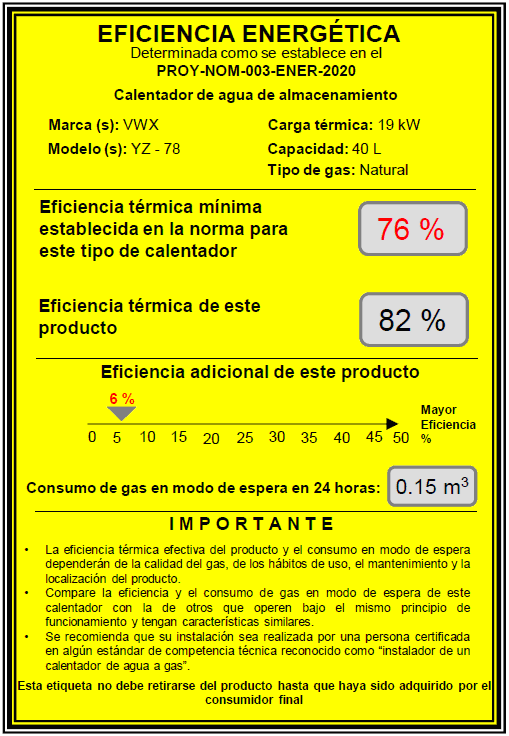 EFICIENCIA ENERGÉTICA
Determinada como se establece en el
PROY-NOM-003-ENER-2020
Calentador de agua de almacenamiento
Marca (s): VWX
Carga térmica: 19 kW
Modelo (s): YZ - 78
Capacidad: 40 L
Tipo de gas: Natural
Eficiencia térmica mínima
establecida en la norma para
este tipo de calentador
76 %
Eficiencia térmica de este
producto
82 %
Eficiencia adicional de este producto
6 %
0 5 10 15 20 25 30 35 40 45 50
Mayor
Eficiencia
%
Consumo de gas en modo de espera en 24 horas: 0.15 m³
I M P O R T A N T E
• La eficiencia térmica efectiva del producto y el consumo en modo de espera
dependerán de la calidad del gas, de los hábitos de uso, el mantenimiento y la
localización del producto.
• Compare la eficiencia y el consumo de gas en modo de espera de este
calentador con la de otros que operen bajo el mismo principio de
funcionamiento y tengan características similares.
• Se recomienda que su instalación sea realizada por una persona certificada
en algún estándar de competencia técnica reconocido como “instalador de
un calentador de agua a gas”.
Esta etiqueta no debe retirarse del producto hasta que haya sido adquirido por el
consumidor final